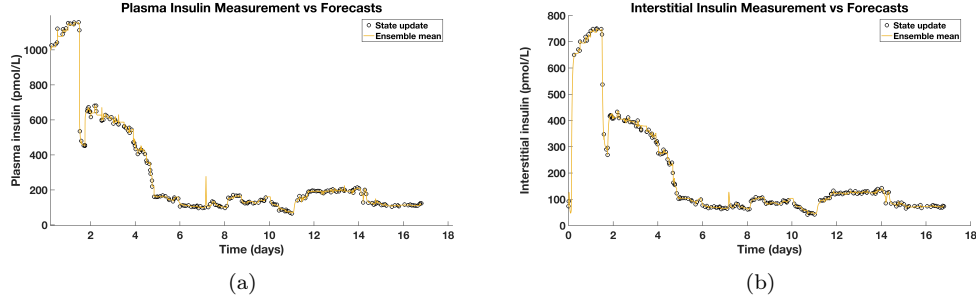 Plasma Insulin Measurement vs Forecasts
State update
Ensemble mean
Plasma insulin (pmol/L)
1000
800
600
400
200
0
2
4
6
8
10
12
14
16
18
Time (days)
(a)
Interstitial Insulin Measurement vs Forecasts
State update
Ensemble mean
Interstitial insulin (pmol/L)
800
700
600
500
400
300
200
100
0
0
2
4
6
8
10
12
14
16
18
Time (days)
(b)